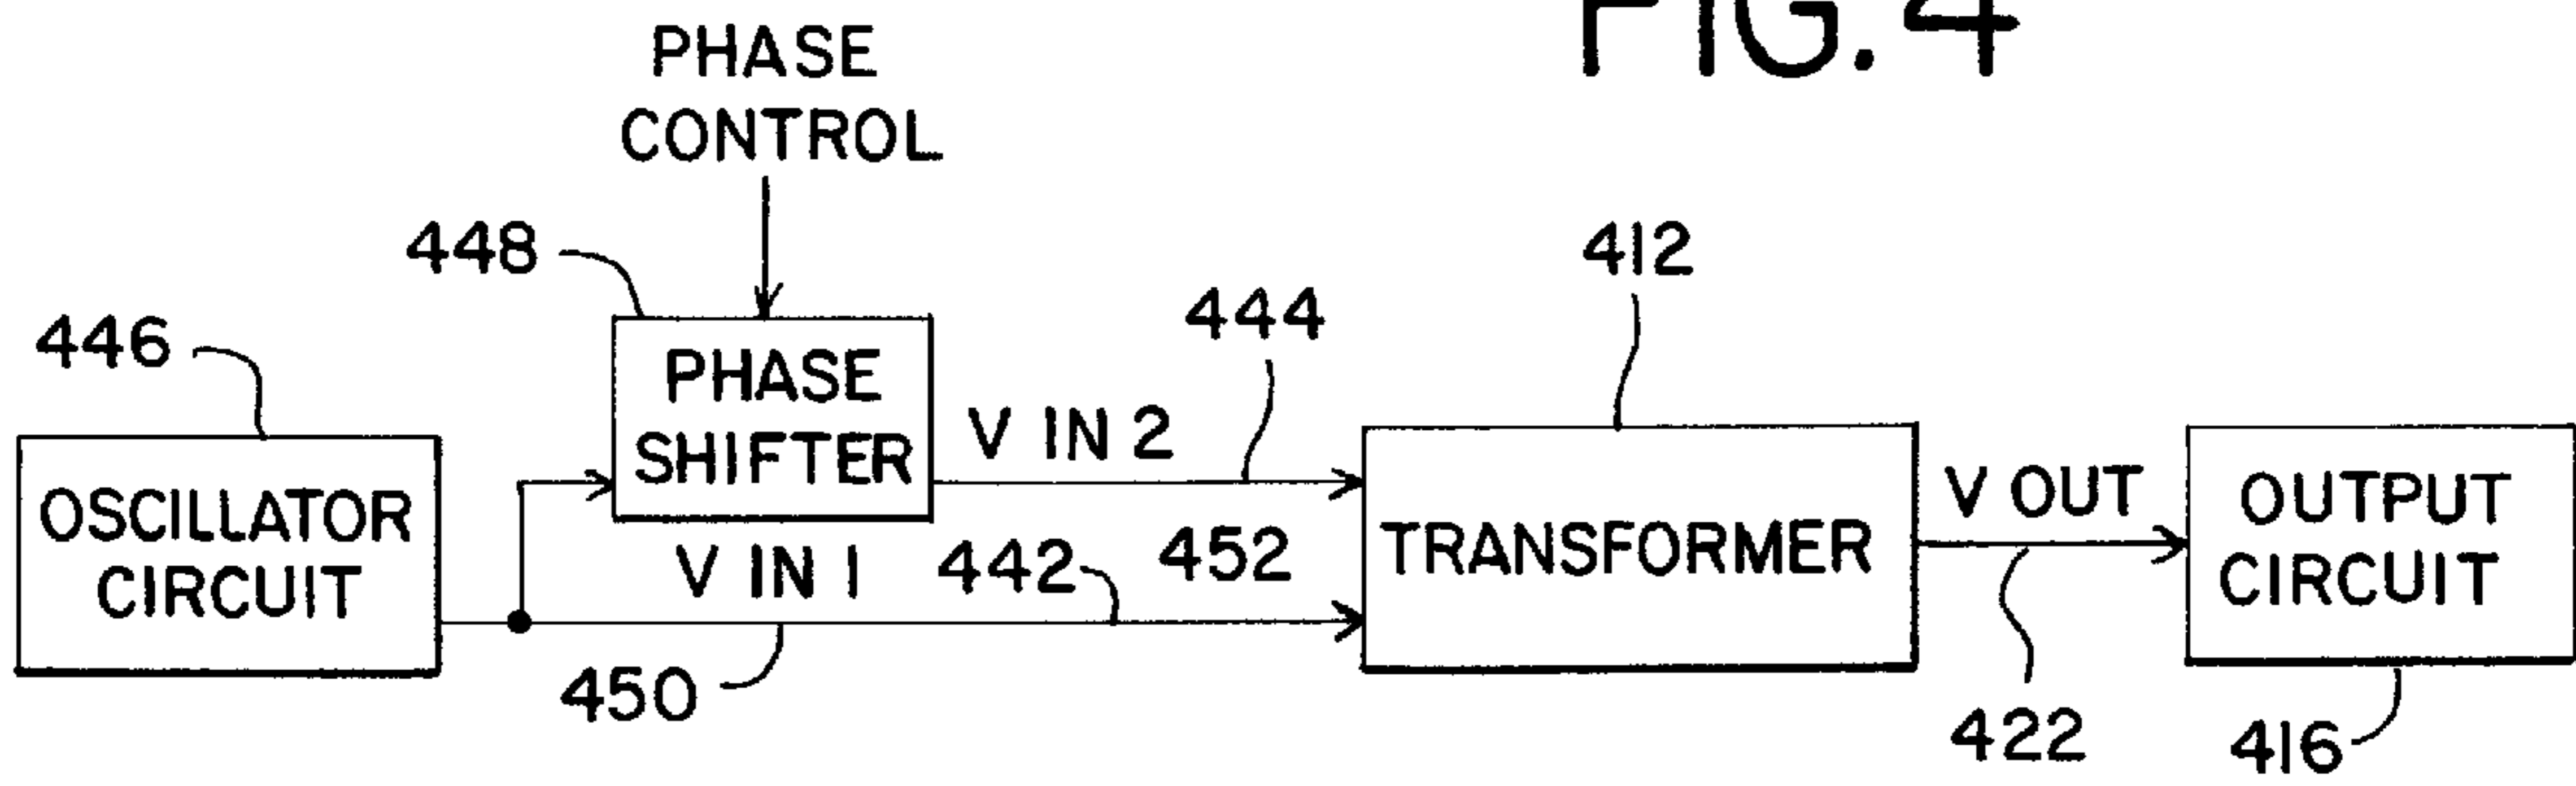 FIG. 4
PHASE
CONTROL
448
412
444
446
PHASE
SHIFTER
V IN 2
OSCILLATOR
CIRCUIT
V IN 1
442
452
TRANSFORMER
V OUT
OUTPUT
CIRCUIT
450
422
416